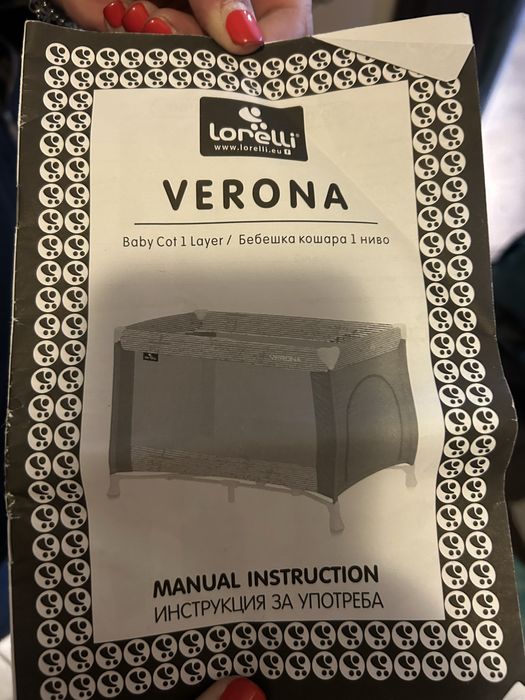 Lorelli
www.lorelli.eu f
VERONA
Baby Cot 1 Layer / Бебешка кошара 1 ниво
VERONA
MANUAL INSTRUCTION
ИНСТРУКЦИЯ ЗА УПОТРЕБА